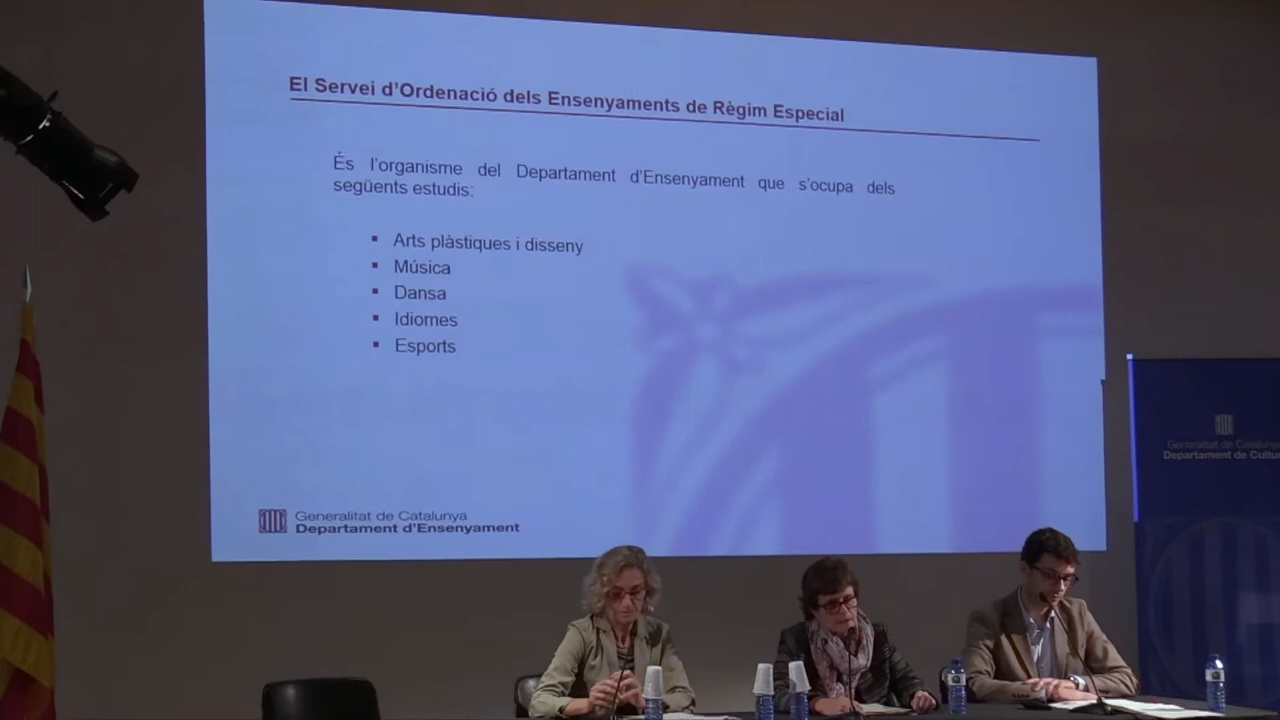 El Servei d'Ordenació dels Ensenyaments de Règim Especial
És l'organisme del Departament d'Ensenyament que s'ocupa dels
següents estudis:
▪ Arts plàstiques i disseny
▪ Música
▪ Dansa
▪ Idiomes
▪ Esports
Generalitat de Catalunya
Departament d'Ensenyament
Generalitat de Catalunya
Departament de Cultu